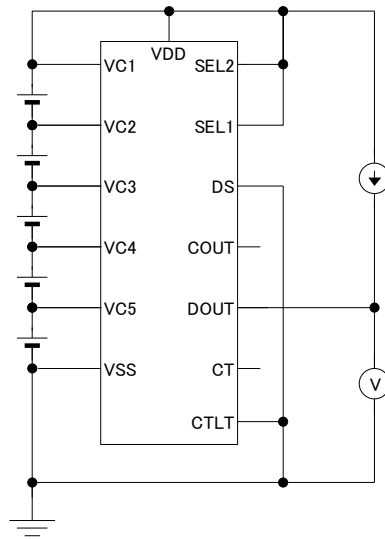 VDD
VC1 SEL2
VC2 SEL1
VC3 DS
VC4 COUT
VC5 DOUT
VSS CT
CTLT
V